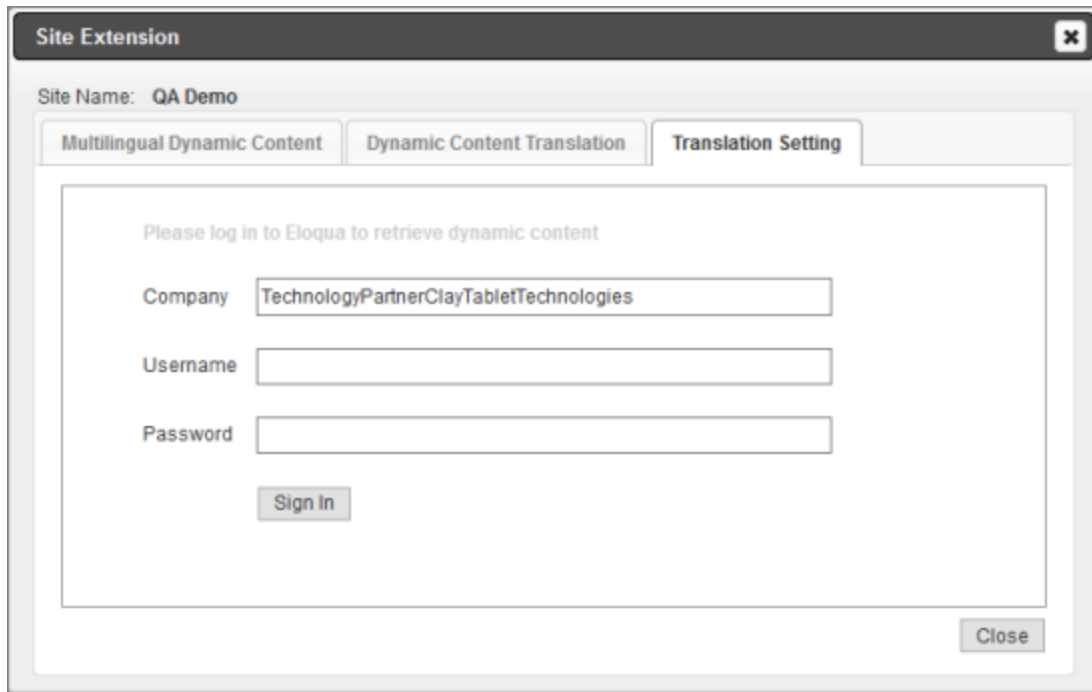 Site Extension
Site Name: QA Demo
Multilingual Dynamic Content Dynamic Content Translation Translation Setting
Please log in to Eloqua to retrieve dynamic content
Company TechnologyPartnerClayTabletTechnologies
Username
Password
Sign In
Close